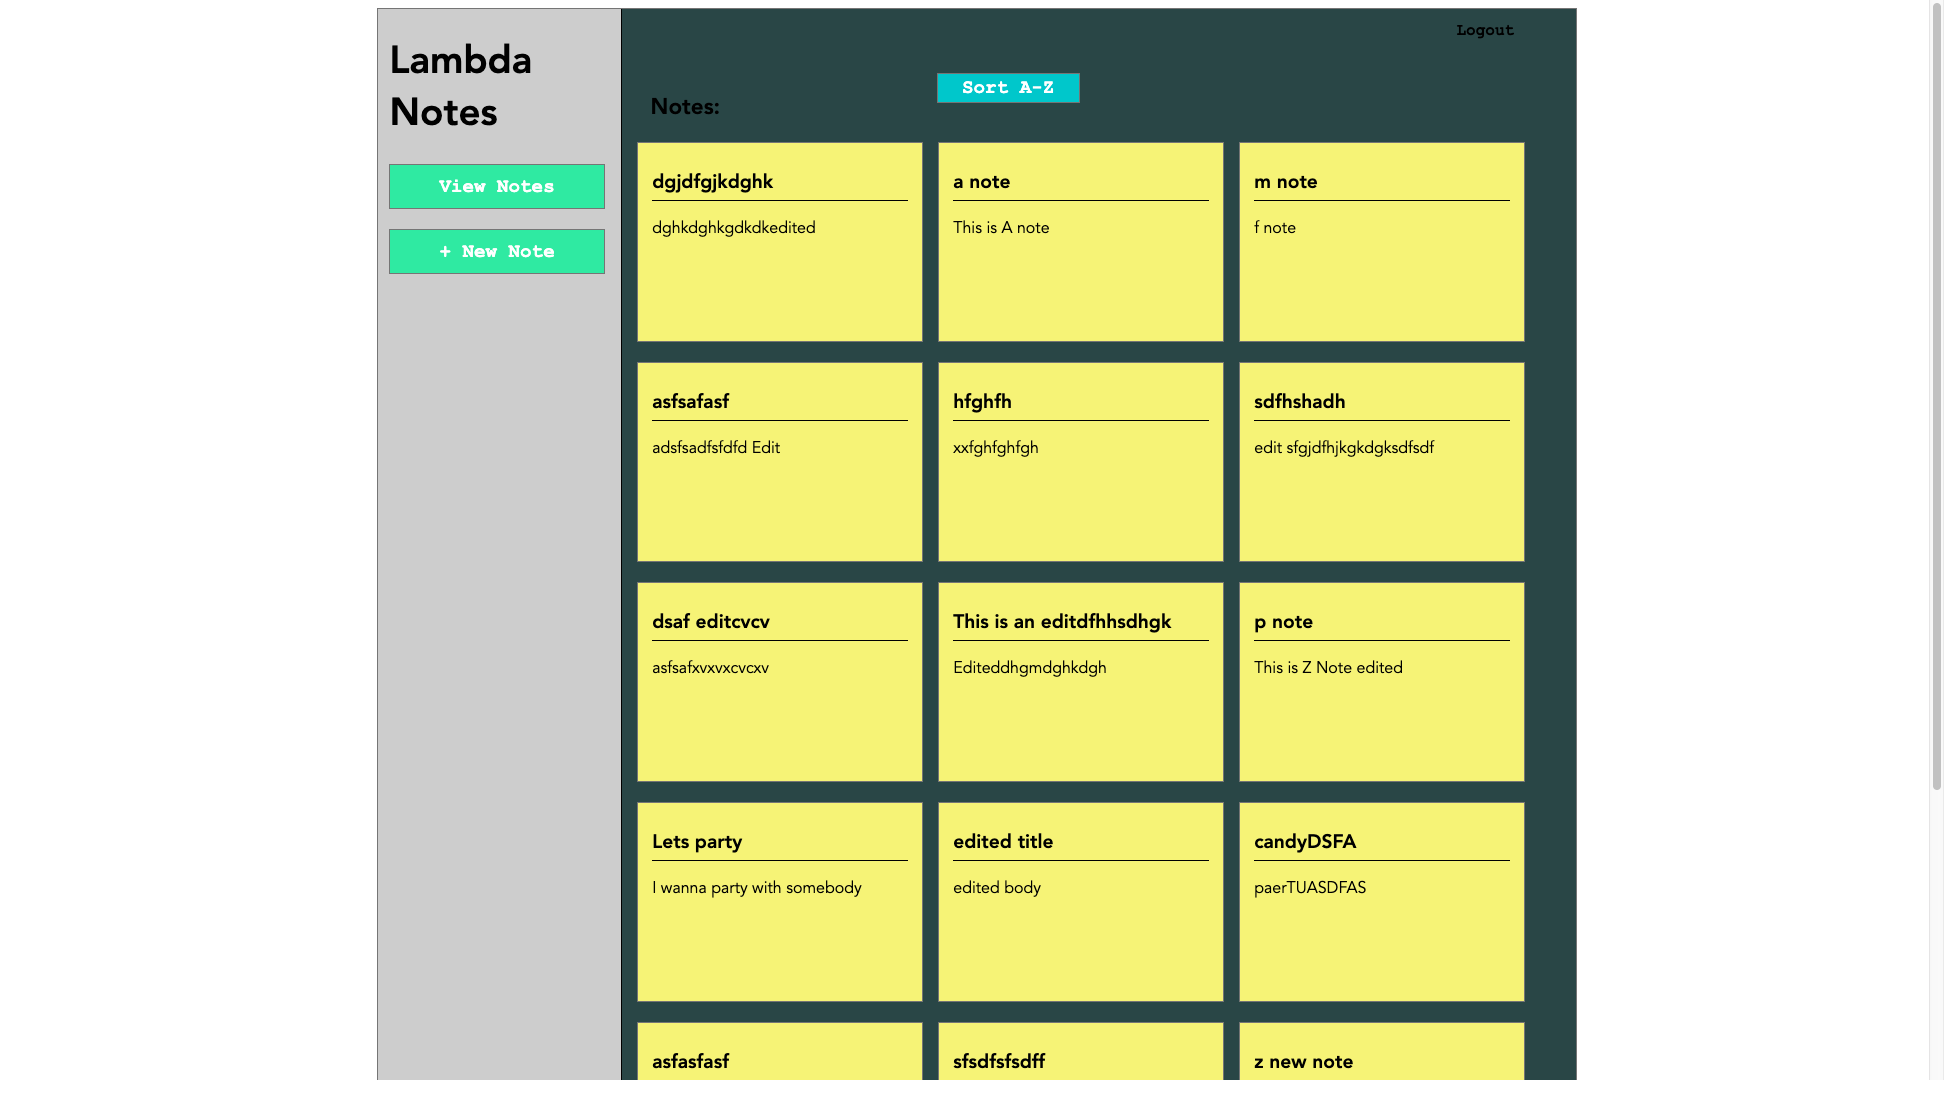 Lambda
Notes
View Notes
+ New Note
Logout
Sort A-Z
Notes:
dgjdfgjkdghk
dghkdghkgdkdkedited
a note
This is A note
m note
f note
asfsafasf
adsfsadfsfdfd Edit
hfghfh
xxfghfghfgh
sdfhshadh
edit sfgjdfhjkgkdgksdfsdf
dsaf editcvcv
asfsafxvxvxcvcxv
This is an editdfhhsdhgk
Editeddhgmdghkdgh
p note
This is Z Note edited
Lets party
I wanna party with somebody
edited title
edited body
candyDSFA
paerTUASDFAS
asfasfasf
sfsdfsfsdff
z new note